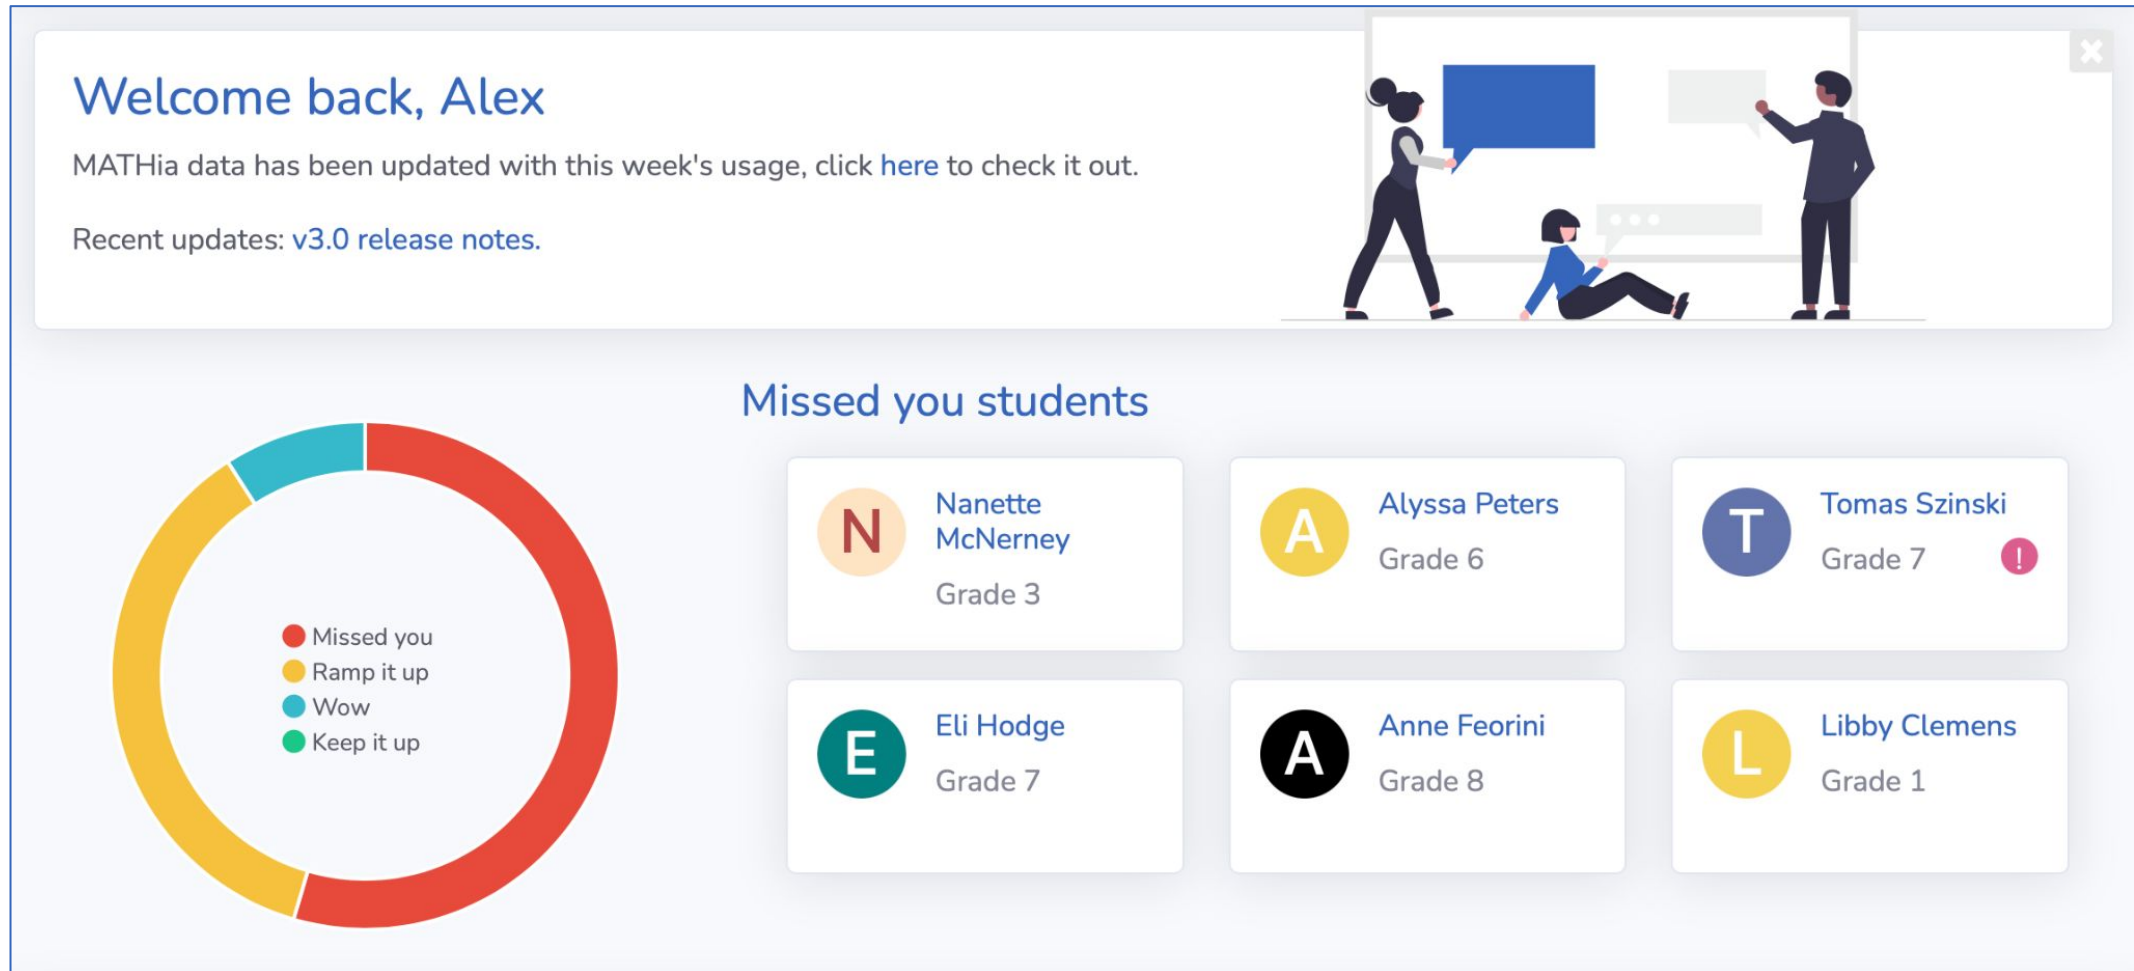 Welcome back, Alex
MATHia data has been updated with this week's usage, click here to check it out.
Recent updates: v3.0 release notes.
Missed you
Ramp it up
Wow
Keep it up
Missed you students
N
Nanette
McNerney
Grade 3
A
Alyssa Peters
Grade 6
T
Tomas Szinski
Grade 7
!
E
Eli Hodge
Grade 7
A
Anne Feorini
Grade 8
L
Libby Clemens
Grade 1